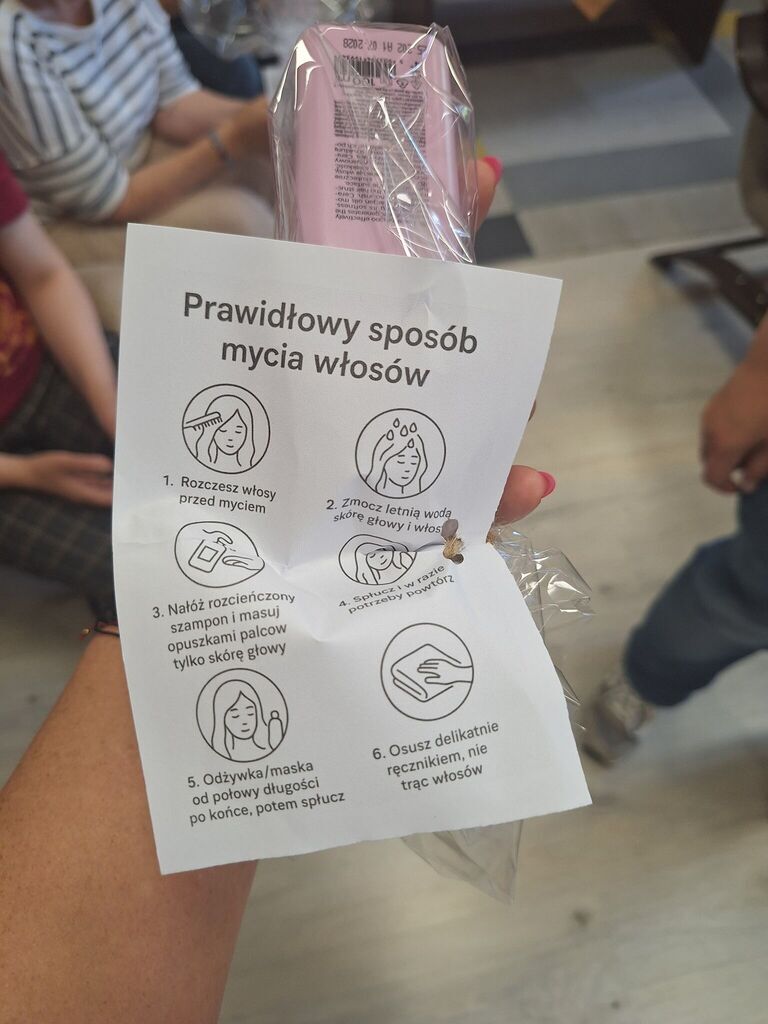 Prawidłowy sposób
mycia włosów
1. Rozczesz włosy
przed myciem
2. Zmocz letnią wodą
skórę głowy i
3. Nałóż rozcieńczony
szampon i masuj
opuszkami palcow
tylko skórę głowy
4. Spłucz i w razie
potrzeby powtórz
5. Odżywka/maska
od połowy długości
po końce, potem spłucz
6. Osusz delikatnie
ręcznikiem, nie
trąc włosów